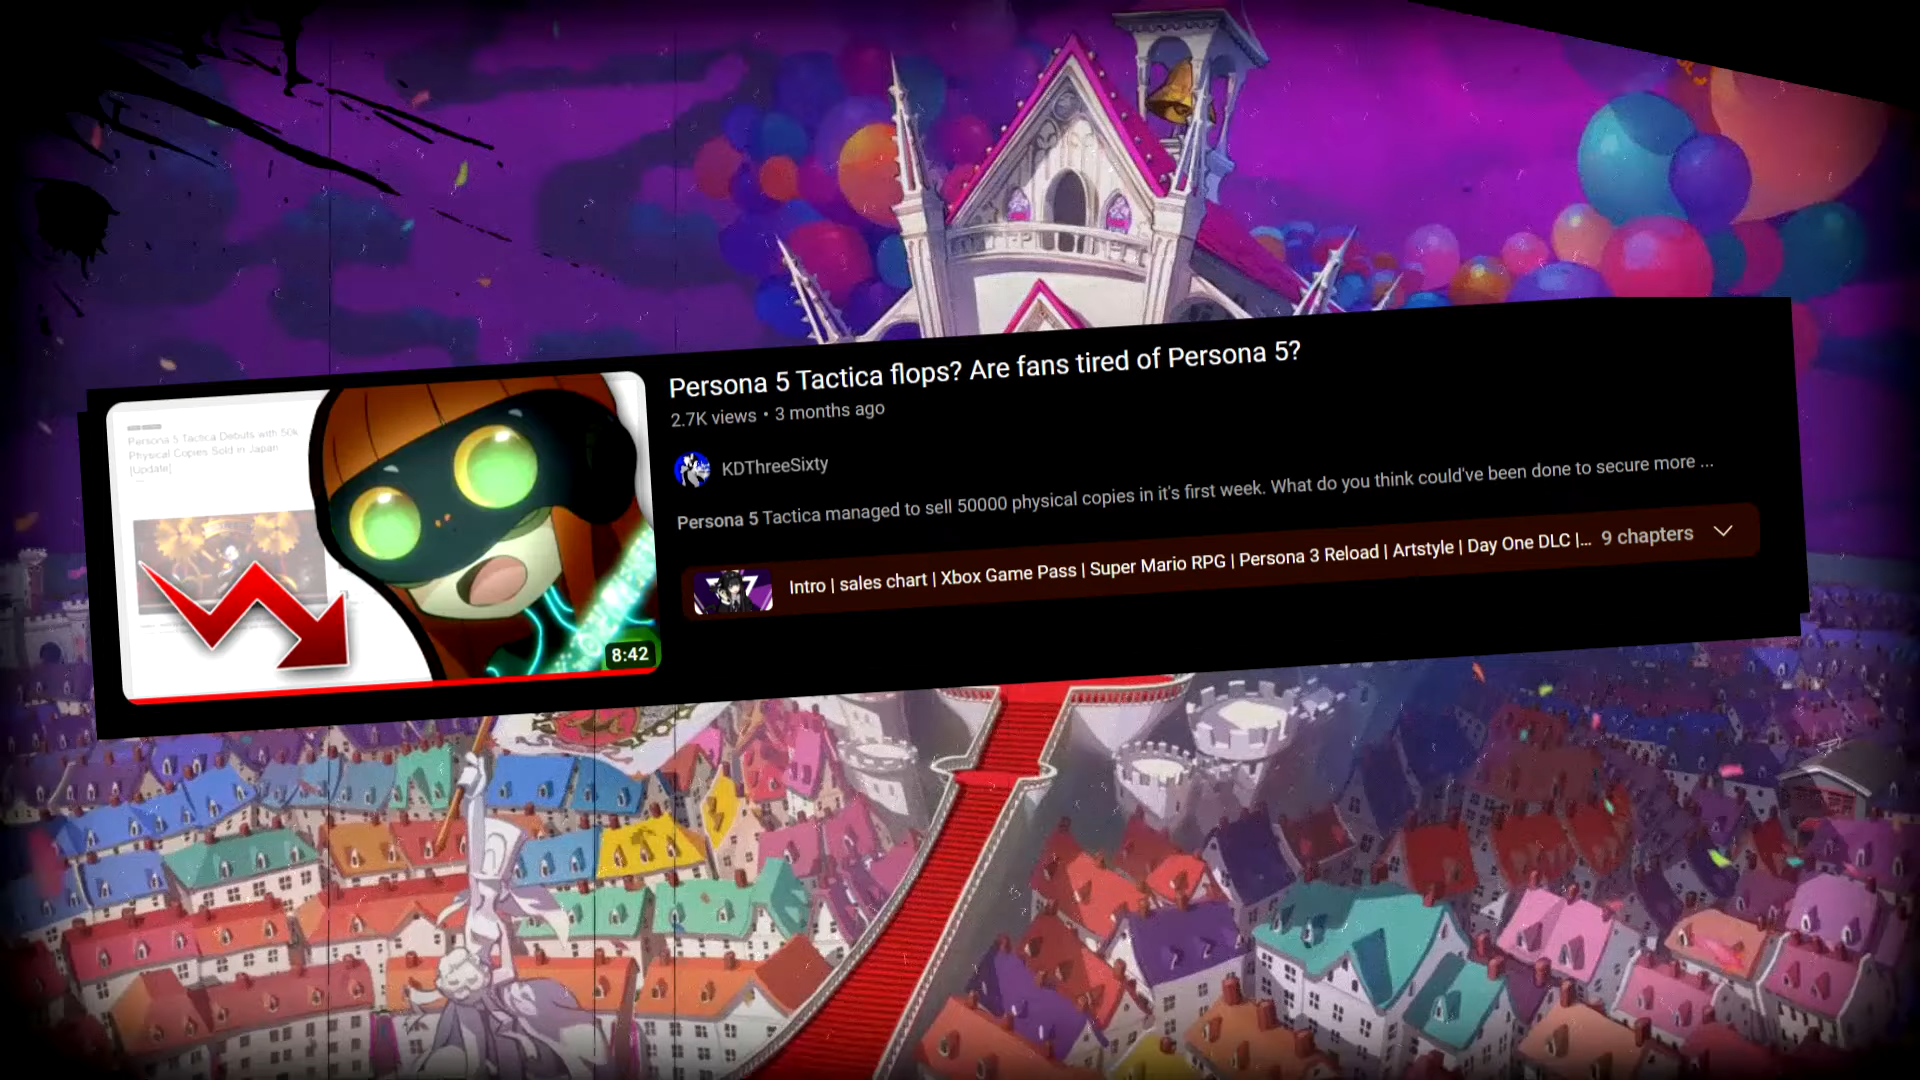 Persona 5 Tactica flops? Are fans tired of Persona 5?
2.7K views • 3 months ago
KDThreeSixty
Persona 5 Tactica managed to sell 50000 physical copies in it's first week. What do you think could've been done to secure more ...
Intro | sales chart | Xbox Game Pass | Super Mario RPG | Persona 3 Reload | Artstyle | Day One DLC |... 9 chapters
Persona 5 Tactica Debuts with 50k
Physical Copies Sold in Japan
[Update]
8:42